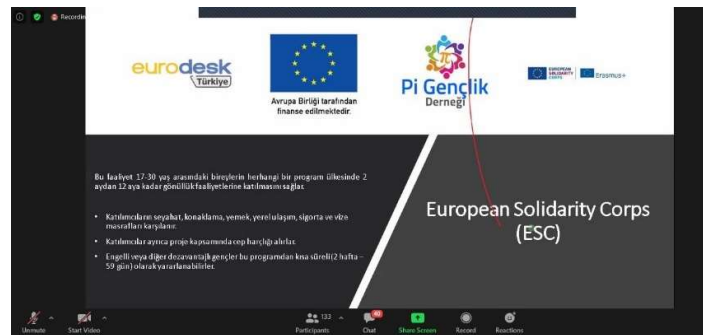 Recordin
eurodesk
Türkiye
Avrupa Birliği tarafından
finanse edilmektedir.
Pi Gençlik
Derneği
EUROPEAN
SOLIDARITY
CORPS
Erasmus+
Bu faaliyet 17-30 yaş arasındaki bireylerin herhangi bir program ülkesinde 2
aydan 12 aya kadar gönüllük faaliyetlerine katılmasını sağlar.
• Katılımcıların seyahat, konaklama, yemek, yerel ulaşım, sigorta ve vize
masrafları karşılanır.
• Katılımcılar ayrıca proje kapsamında cep harçlığı alırlar.
• Engelli veya diğer dezavantajlı gençler bu programdan kısa süreli(2 hafta –
59 gün) olarak yararlanabilirler.
European Solidarity Corps
(ESC)
Unmute
Start Video
133
Participants
Chat
Share Screen
Record
Reactions